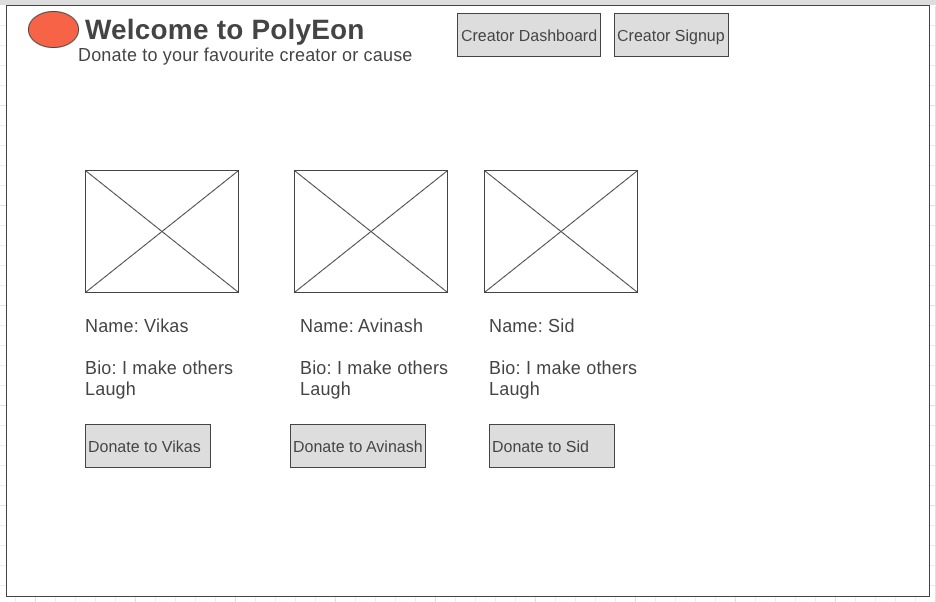 Welcome to PolyEon
Donate to your favourite creator or cause
Creator Dashboard
Creator Signup
Name: Vikas
Bio: I make others
Laugh
Donate to Vikas
Name: Avinash
Bio: I make others
Laugh
Donate to Avinash
Name: Sid
Bio: I make others
Laugh
Donate to Sid